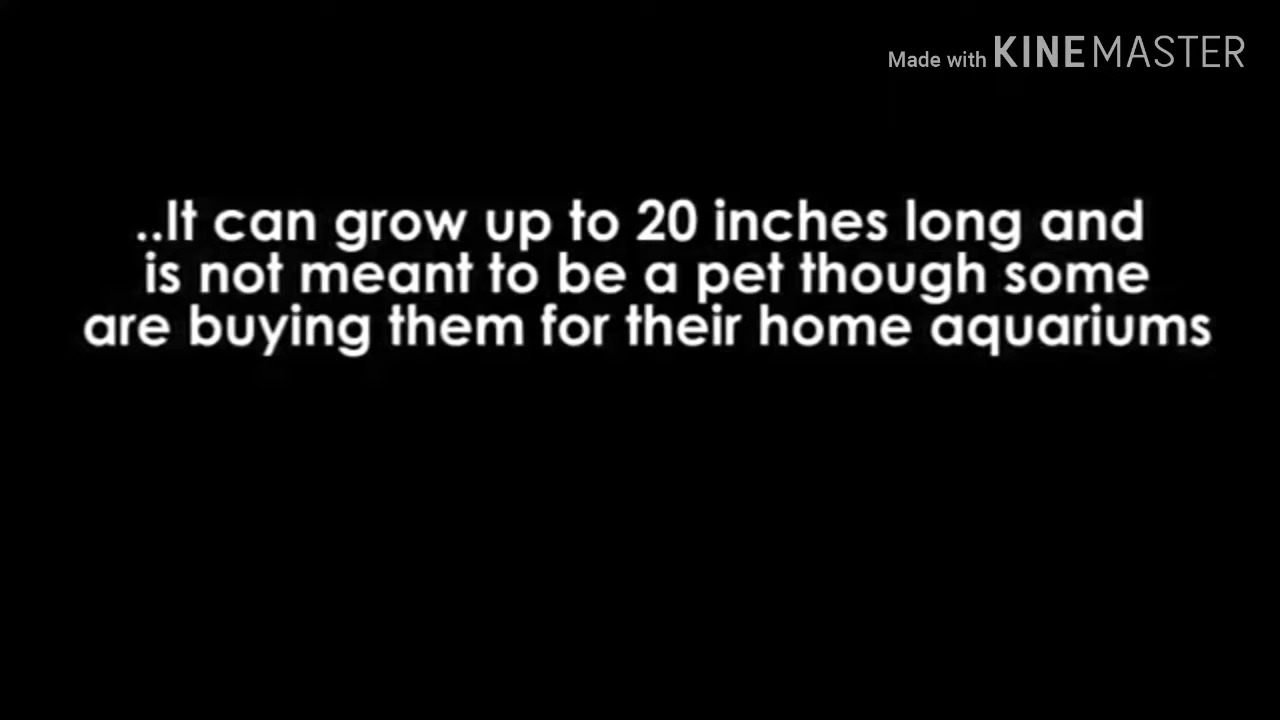 Made with KINEMASTER
..It can grow up to 20 inches long and
is not meant to be a pet though some
are buying them for their home aquariums